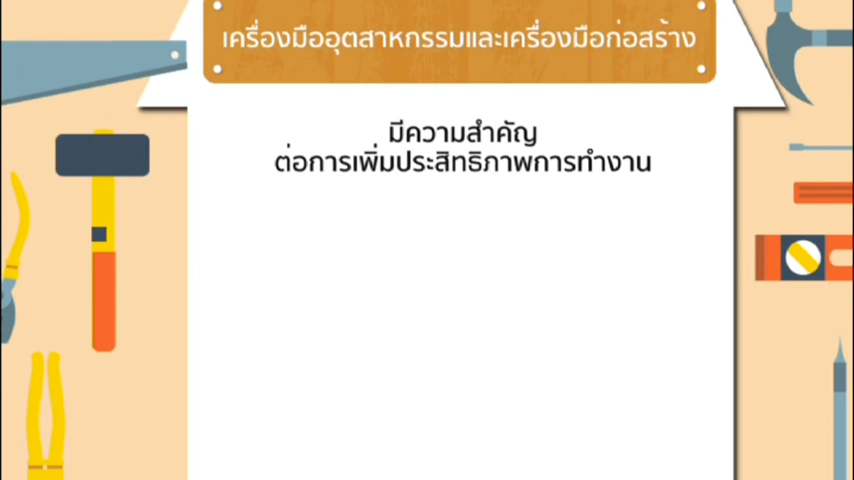 เครื่องมืออุตสาหกรรมและเครื่องมือก่อสร้าง
มีความสำคัญ
ต่อการเพิ่มประสิทธิภาพการทำงาน